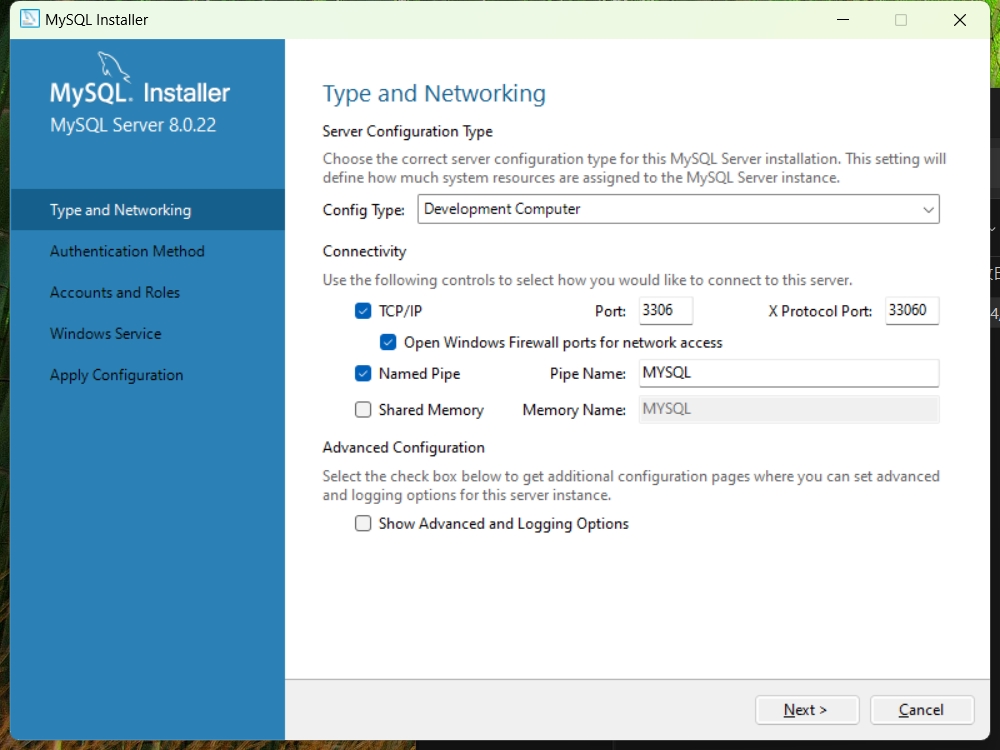 MySQL Installer
MySQL. Installer
MySQL Server 8.0.22
Type and Networking
Authentication Method
Accounts and Roles
Windows Service
Apply Configuration
Type and Networking
Server Configuration Type
Choose the correct server configuration type for this MySQL Server installation. This setting will
define how much system resources are assigned to the MySQL Server instance.
Config Type: Development Computer
Connectivity
Use the following controls to select how you would like to connect to this server.
TCP/IP Port: 3306 X Protocol Port: 33060
Open Windows Firewall ports for network access
Named Pipe Pipe Name: MYSQL
Shared Memory Memory Name: MYSQL
Advanced Configuration
Select the check box below to get additional configuration pages where you can set advanced
and logging options for this server instance.
Show Advanced and Logging Options
Next > Cancel